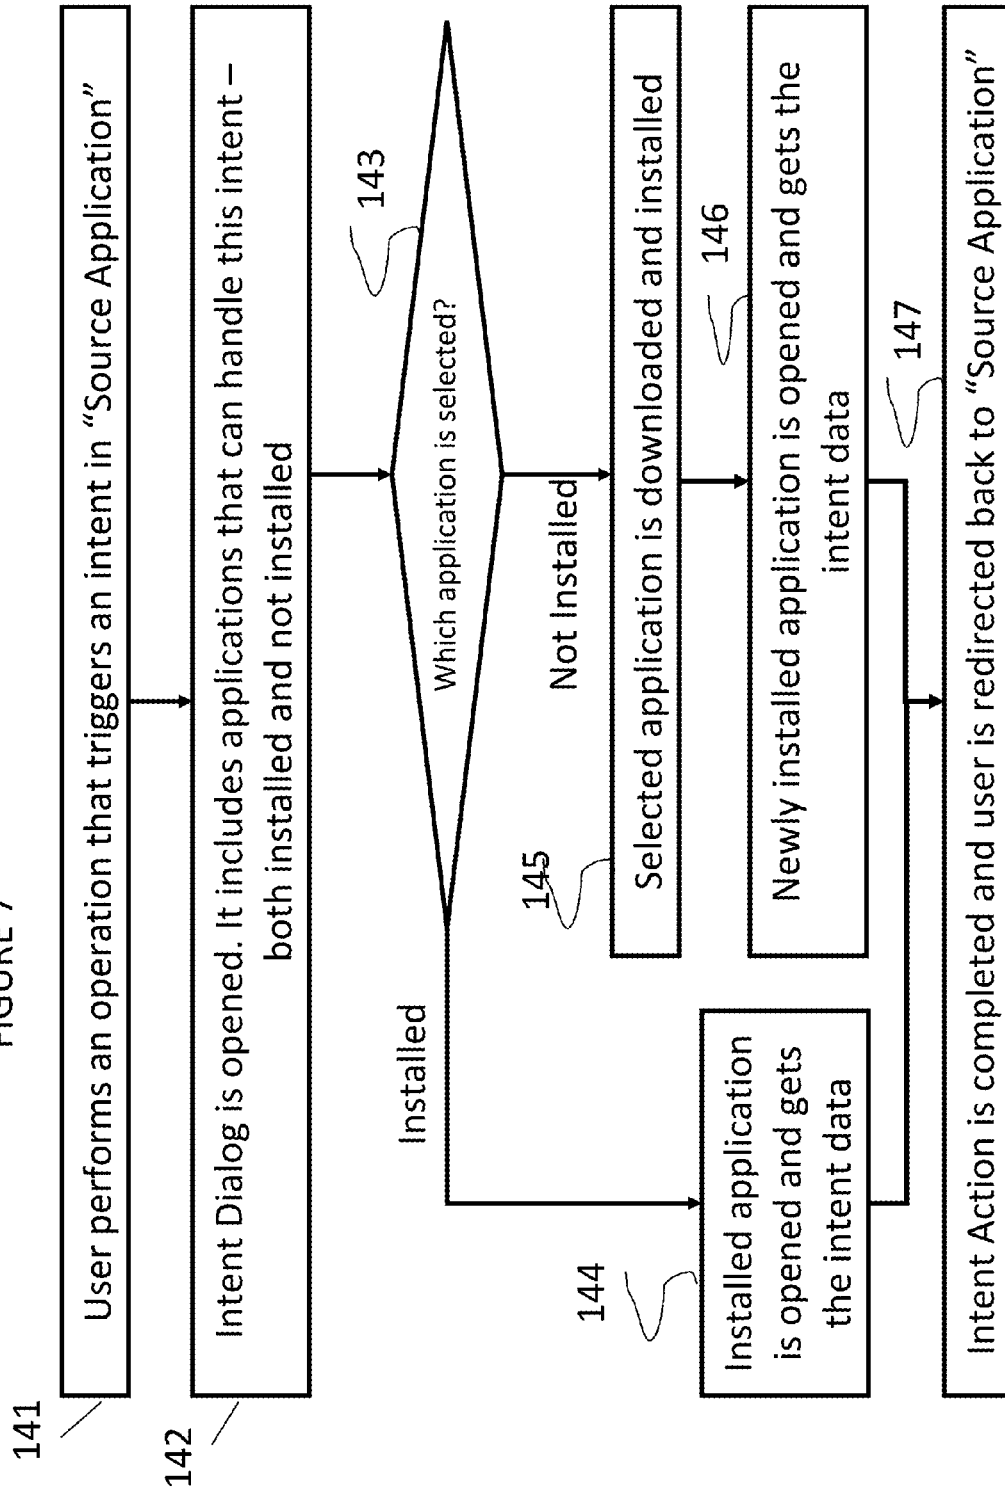 FIGURE 7
141
User performs an operation that triggers an intent in “Source Application”
142
Intent Dialog is opened. It includes applications that can handle this intent –
both installed and not installed
143
Which application is selected?
Installed
Not Installed
144
Installed application
is opened and gets
the intent data
145
Selected application is downloaded and installed
146
Newly installed application is opened and gets the
intent data
147
Intent Action is completed and user is redirected back to “Source Application”